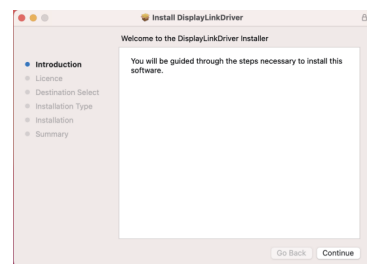 Install DisplayLinkDriver
Welcome to the DisplayLinkDriver Installer
Introduction
Licence
Destination Select
Installation Type
Installation
Summary
You will be guided through the steps necessary to install this
software.
Go Back
Continue